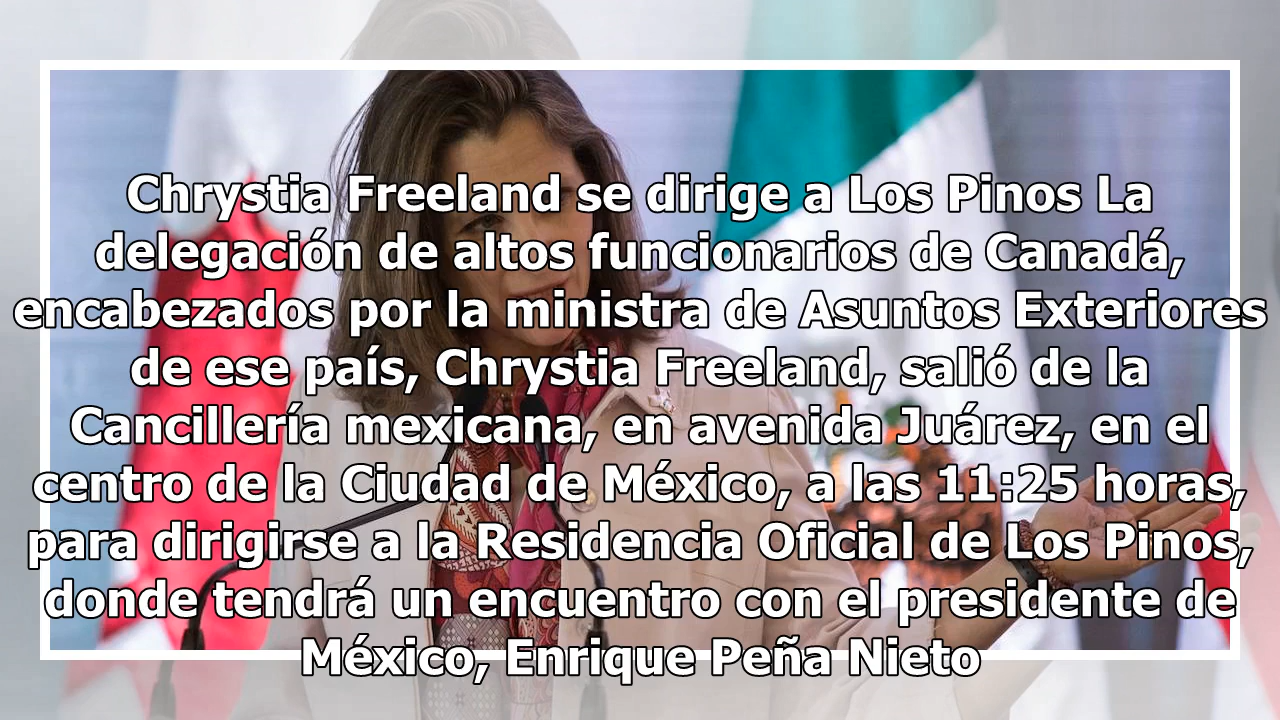 Chrystia Freeland se dirige a Los Pinos La
delegación de altos funcionarios de Canadá,
encabezados por la ministra de Asuntos Exteriores
de ese país, Chrystia Freeland, salió de la
Cancillería mexicana, en avenida Juárez, en el
centro de la Ciudad de México, a las 11:25 horas,
para dirigirse a la Residencia Oficial de Los Pinos,
donde tendrá un encuentro con el presidente de
México, Enrique Peña Nieto